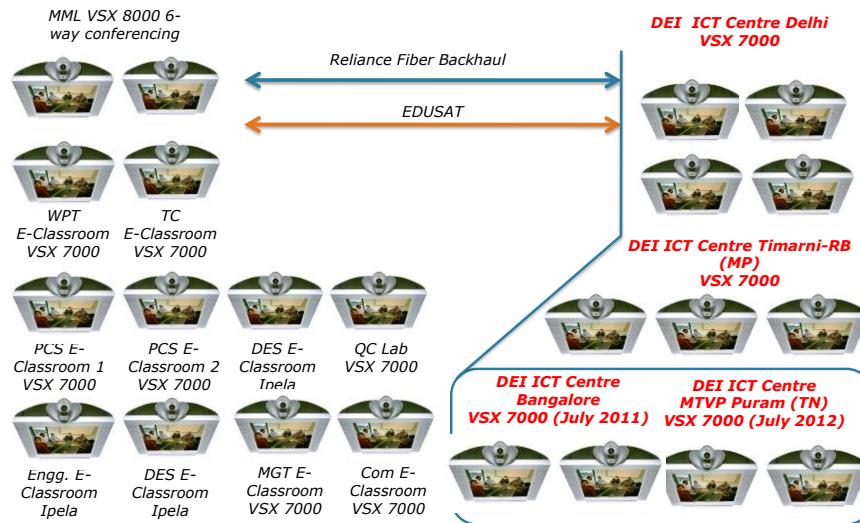 MML VSX 8000 6-
way conferencing
DEI ICT Centre Delhi
VSX 7000
Reliance Fiber Backhaul
EDUSAT
WPT
E-Classroom
VSX 7000
TC
E-Classroom
VSX 7000
DEI ICT Centre Timarni-RB
(MP)
VSX 7000
PCS E-
Classroom 1
VSX 7000
PCS E-
Classroom 2
VSX 7000
DES E-
Classroom
Ipela
QC Lab
VSX 7000
DEI ICT Centre
Bangalore
VSX 7000 (July 2011)
DEI ICT Centre
MTVP Puram (TN)
VSX 7000 (July 2012)
Engg. E-
Classroom
Ipela
DES E-
Classroom
Ipela
MGT E-
Classroom
VSX 7000
Com E-
Classroom
VSX 7000